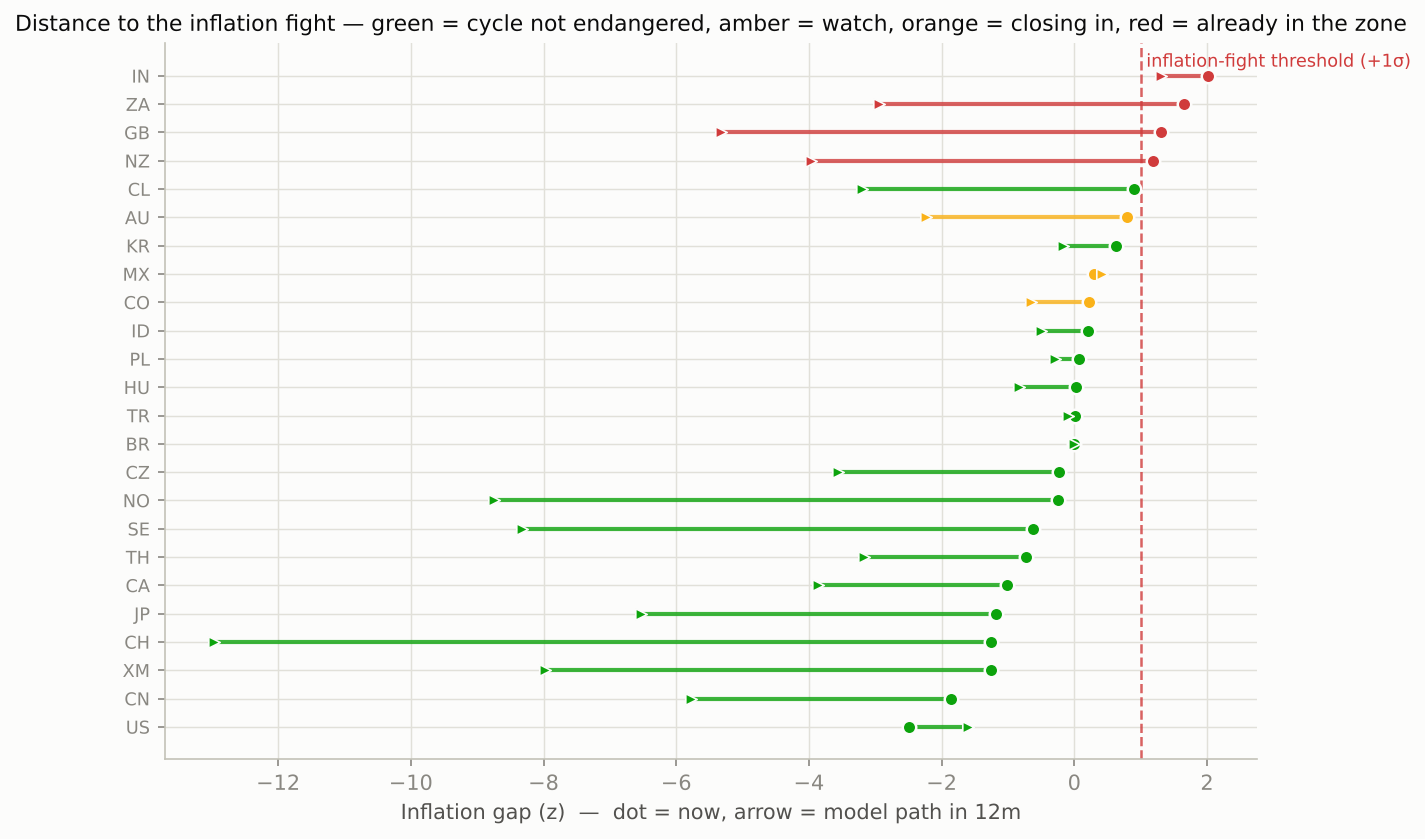 Distance to the inflation fight — green = cycle not endangered, amber = watch, orange = closing in, red = already in the zone
inflation-fight threshold (+1σ)
IN
ZA
GB
NZ
CL
AU
KR
MX
CO
ID
PL
HU
TR
BR
CZ
NO
SE
TH
CA
JP
CH
XM
CN
US
−12 −10 −8 −6 −4 −2 0 2
Inflation gap (z) — dot = now, arrow = model path in 12m